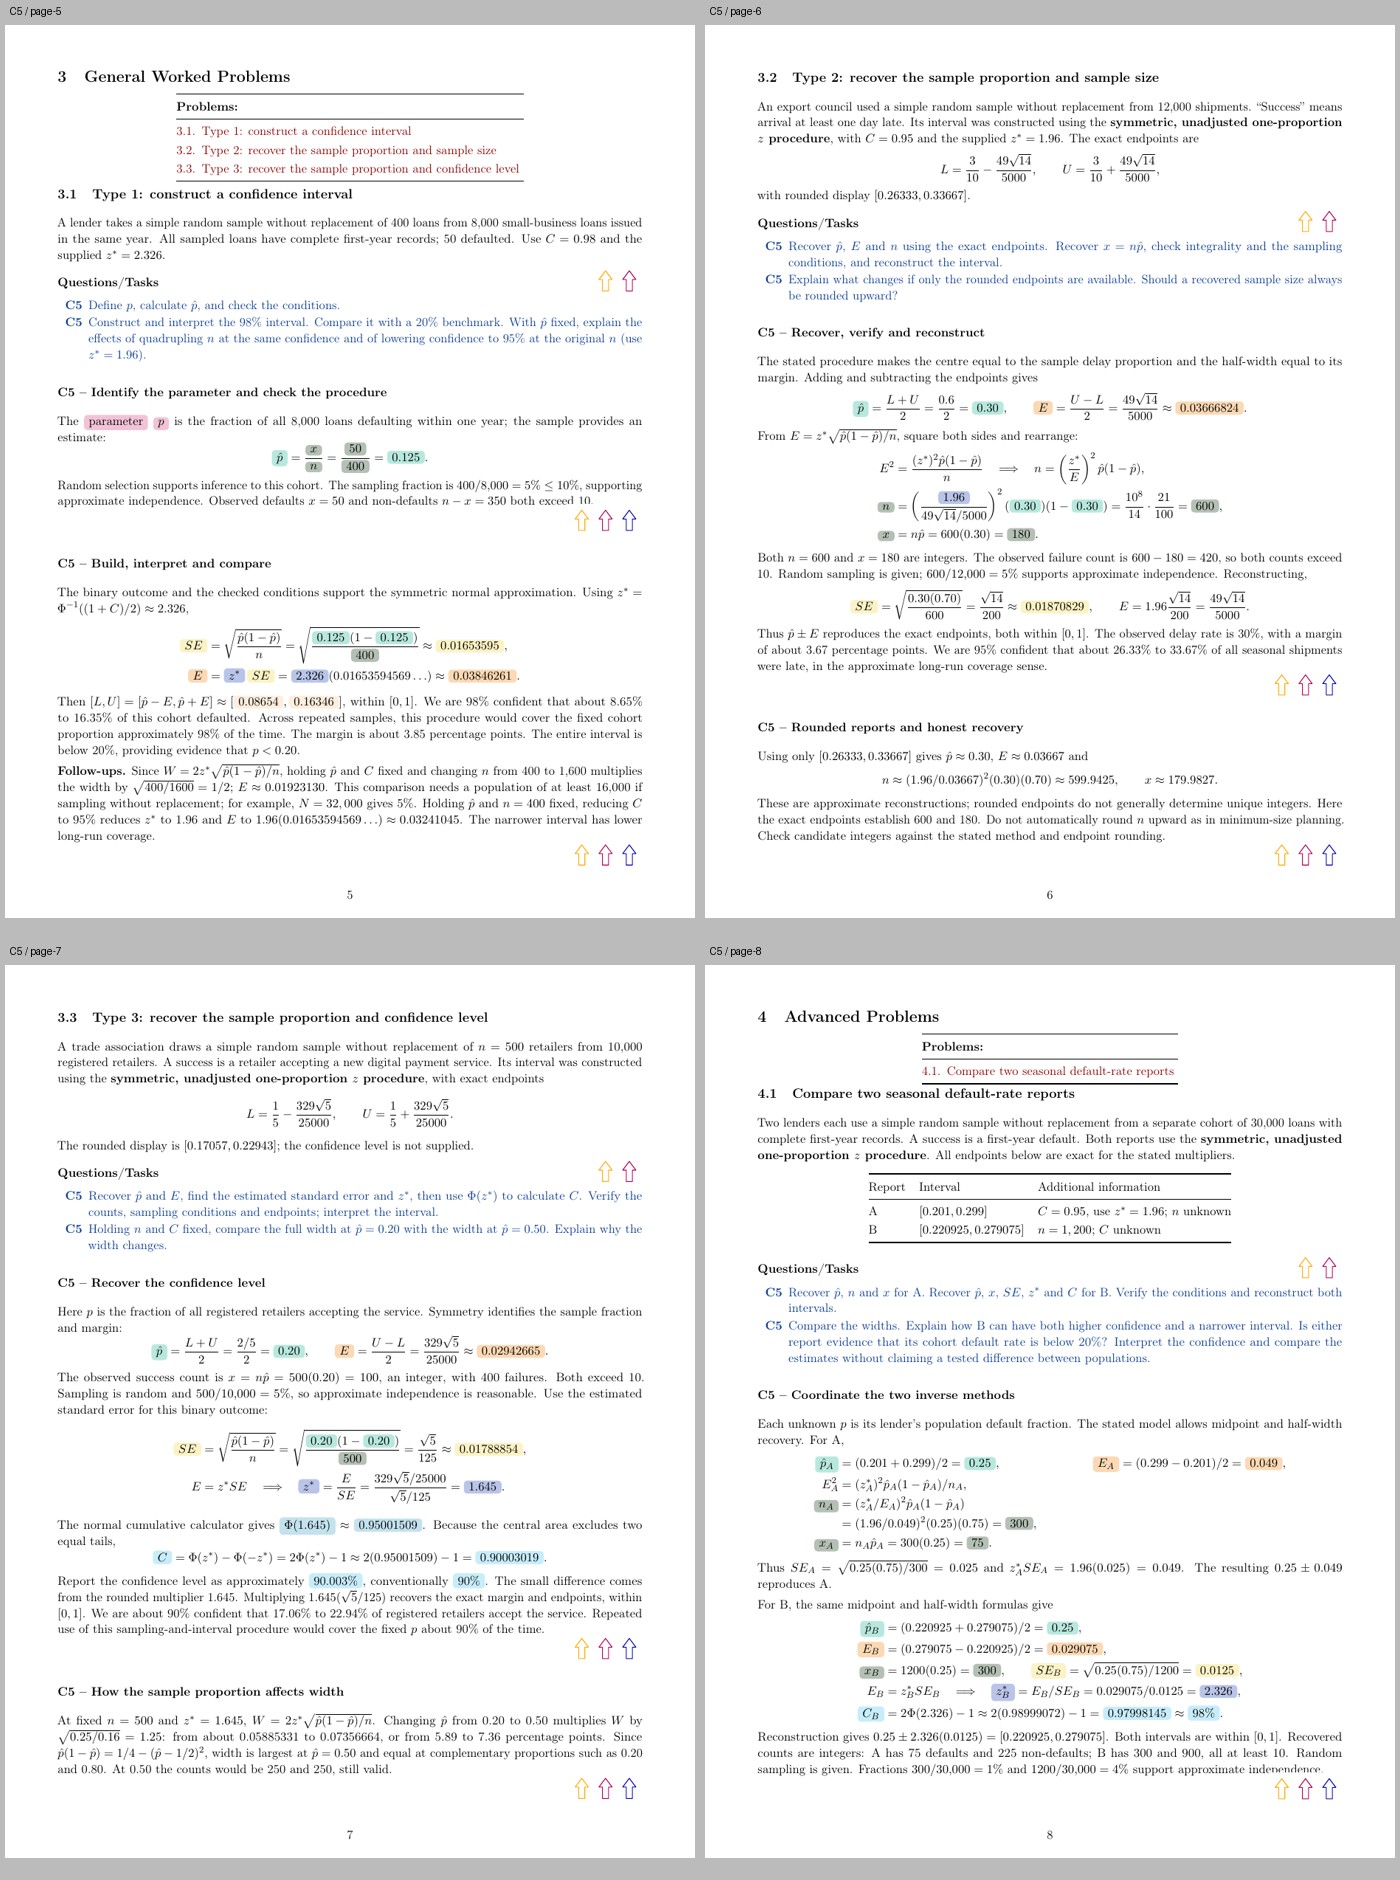 C5 / page-5
3 General Worked Problems
Problems:
3.1. Type 1: construct a confidence interval
3.2. Type 2: recover the sample proportion and sample size
3.3. Type 3: recover the sample proportion and confidence level
3.1 Type 1: construct a confidence interval
A lender takes a simple random sample without replacement of 400 loans from 8,000 small-business loans issued
in the same year. All sampled loans have complete first-year records; 50 defaulted. Use C = 0.98 and the
supplied z* = 2.326.
Questions/Tasks
C5 Define p, calculate p̂, and check the conditions.
C5 Construct and interpret the 98% interval. Compare it with a 20% benchmark. With p̂ fixed, explain the
effects of quadrupling n at the same confidence and of lowering confidence to 95% at the original n (use
z* = 1.96).
C5 – Identify the parameter and check the procedure
The parameter p is the fraction of all 8,000 loans defaulting within one year; the sample provides an
estimate:
p̂ = x/n = 50/400 = 0.125.
Random selection supports inference to this cohort. The sampling fraction is 400/8,000 = 5% ≤ 10%, supporting
approximate independence. Observed defaults x = 50 and non-defaults n − x = 350 both exceed 10.
C5 – Build, interpret and compare
The binary outcome and the checked conditions support the symmetric normal approximation. Using z* =
Φ⁻¹((1 + C)/2) ≈ 2.326,
SE = √(p̂(1 − p̂)/n) = √(0.125 (1 − 0.125)/400) ≈ 0.01653595,
E = z* SE = 2.326(0.01653594569...) ≈ 0.03846261.
Then [L, U] = [p̂ − E, p̂ + E] ≈ [0.08654, 0.16346], within [0, 1]. We are 98% confident that about 8.65%
to 16.35% of this cohort defaulted. Across repeated samples, this procedure would cover the fixed cohort
proportion approximately 98% of the time. The margin is about 3.85 percentage points. The entire interval is
below 20%, providing evidence that p < 0.20.
Follow-ups. Since W = 2z*√(p̂(1 − p̂)/n), holding p̂ and C fixed and changing n from 400 to 1,600 multiplies
the width by √(400/1600) = 1/2; E ≈ 0.01923130. This comparison needs a population of at least 16,000 if
sampling without replacement; for example, N = 32,000 gives 5%. Holding p̂ and n = 400 fixed, reducing C
to 95% reduces z* to 1.96 and E to 1.96(0.01653594569...) ≈ 0.03241045. The narrower interval has lower
long-run coverage.
5
C5 / page-6
3.2 Type 2: recover the sample proportion and sample size
An export council used a simple random sample without replacement from 12,000 shipments. “Success” means
arrival at least one day late. Its interval was constructed using the symmetric, unadjusted one-proportion
z procedure, with C = 0.95 and the supplied z* = 1.96. The exact endpoints are
L = 3/10 − 49√14/5000, U = 3/10 + 49√14/5000,
with rounded display [0.26333, 0.33667].
Questions/Tasks
C5 Recover p̂, E and n using the exact endpoints. Recover x = np̂, check integrality and the sampling
conditions, and reconstruct the interval.
C5 Explain what changes if only the rounded endpoints are available. Should a recovered sample size always
be rounded upward?
C5 – Recover, verify and reconstruct
The stated procedure makes the centre equal to the sample delay proportion and the half-width equal to its
margin. Adding and subtracting the endpoints gives
p̂ = (L + U)/2 = 0.6/2 = 0.30, E = (U − L)/2 = 49√14/5000 ≈ 0.03666824.
From E = z*√(p̂(1 − p̂)/n), square both sides and rearrange:
E² = (z*)²p̂(1 − p̂)/n ⟹ n = (z*/E)² p̂(1 − p̂),
n = (1.96/(49√14/5000))² (0.30)(1 − 0.30) = 10⁸/14 · 21/100 = 600,
x = np̂ = 600(0.30) = 180.
Both n = 600 and x = 180 are integers. The observed failure count is 600 − 180 = 420, so both counts exceed
10. Random sampling is given; 600/12,000 = 5% supports approximate independence. Reconstructing,
SE = √(0.30(0.70)/600) = √14/200 ≈ 0.01870829, E = 1.96 √14/200 = 49√14/5000.
Thus p̂ ± E reproduces the exact endpoints, both within [0, 1]. The observed delay rate is 30%, with a margin
of about 3.67 percentage points. We are 95% confident that about 26.33% to 33.67% of all seasonal shipments
were late, in the approximate long-run coverage sense.
C5 – Rounded reports and honest recovery
Using only [0.26333, 0.33667] gives p̂ ≈ 0.30, E ≈ 0.03667 and
n ≈ (1.96/0.03667)²(0.30)(0.70) ≈ 599.9425, x ≈ 179.9827.
These are approximate reconstructions; rounded endpoints do not generally determine unique integers. Here
the exact endpoints establish 600 and 180. Do not automatically round n upward as in minimum-size planning.
Check candidate integers against the stated method and endpoint rounding.
6
C5 / page-7
3.3 Type 3: recover the sample proportion and confidence level
A trade association draws a simple random sample without replacement of n = 500 retailers from 10,000
registered retailers. A success is a retailer accepting a new digital payment service. Its interval was constructed
using the symmetric, unadjusted one-proportion z procedure, with exact endpoints
L = 1/5 − 329√5/25000, U = 1/5 + 329√5/25000.
The rounded display is [0.17057, 0.22943]; the confidence level is not supplied.
Questions/Tasks
C5 Recover p̂ and E, find the estimated standard error and z*, then use Φ(z*) to calculate C. Verify the
counts, sampling conditions and endpoints; interpret the interval.
C5 Holding n and C fixed, compare the full width at p̂ = 0.20 with the width at p̂ = 0.50. Explain why the
width changes.
C5 – Recover the confidence level
Here p is the fraction of all registered retailers accepting the service. Symmetry identifies the sample fraction
and margin:
p̂ = (L + U)/2 = (2/5)/2 = 0.20, E = (U − L)/2 = 329√5/25000 ≈ 0.02942665.
The observed success count is x = np̂ = 500(0.20) = 100, an integer, with 400 failures. Both exceed 10.
Sampling is random and 500/10,000 = 5%, so approximate independence is reasonable. Use the estimated
standard error for this binary outcome:
SE = √(p̂(1 − p̂)/n) = √(0.20 (1 − 0.20)/500) = √5/125 ≈ 0.01788854,
E = z*SE ⟹ z* = E/SE = (329√5/25000)/(√5/125) = 1.645.
The normal cumulative calculator gives Φ(1.645) ≈ 0.95001509. Because the central area excludes two
equal tails,
C = Φ(z*) − Φ(−z*) = 2Φ(z*) − 1 ≈ 2(0.95001509) − 1 = 0.90003019.
Report the confidence level as approximately 90.003%, conventionally 90%. The small difference comes
from the rounded multiplier 1.645. Multiplying 1.645(√5/125) recovers the exact margin and endpoints, within
[0, 1]. We are about 90% confident that 17.06% to 22.94% of registered retailers accept the service. Repeated
use of this sampling-and-interval procedure would cover the fixed p about 90% of the time.
C5 – How the sample proportion affects width
At fixed n = 500 and z* = 1.645, W = 2z*√(p̂(1 − p̂)/n). Changing p̂ from 0.20 to 0.50 multiplies W by
√(0.25/0.16) = 1.25: from about 0.05885331 to 0.07356664, or from 5.89 to 7.36 percentage points. Since
p̂(1 − p̂) = 1/4 − (p̂ − 1/2)², width is largest at p̂ = 0.50 and equal at complementary proportions such as 0.20
and 0.80. At 0.50 the counts would be 250 and 250, still valid.
7
C5 / page-8
4 Advanced Problems
Problems:
4.1. Compare two seasonal default-rate reports
4.1 Compare two seasonal default-rate reports
Two lenders each use a simple random sample without replacement from a separate cohort of 30,000 loans with
complete first-year records. A success is a first-year default. Both reports use the symmetric, unadjusted
one-proportion z procedure. All endpoints below are exact for the stated multipliers.
Report Interval Additional information
A [0.201, 0.299] C = 0.95, use z* = 1.96; n unknown
B [0.220925, 0.279075] n = 1,200; C unknown
Questions/Tasks
C5 Recover p̂, n and x for A. Recover p̂, x, SE, z* and C for B. Verify the conditions and reconstruct both
intervals.
C5 Compare the widths. Explain how B can have both higher confidence and a narrower interval. Is either
report evidence that its cohort default rate is below 20%? Interpret the confidence and compare the
estimates without claiming a tested difference between populations.
C5 – Coordinate the two inverse methods
Each unknown p is its lender’s population default fraction. The stated model allows midpoint and half-width
recovery. For A,
p̂_A = (0.201 + 0.299)/2 = 0.25, E_A = (0.299 − 0.201)/2 = 0.049,
E_A² = (z*_A)²p̂_A(1 − p̂_A)/n_A,
n_A = (z*_A/E_A)²p̂_A(1 − p̂_A)
= (1.96/0.049)²(0.25)(0.75) = 300,
x_A = n_Ap̂_A = 300(0.25) = 75.
Thus SE_A = √(0.25(0.75)/300) = 0.025 and z*_ASE_A = 1.96(0.025) = 0.049. The resulting 0.25 ± 0.049
reproduces A.
For B, the same midpoint and half-width formulas give
p̂_B = (0.220925 + 0.279075)/2 = 0.25,
E_B = (0.279075 − 0.220925)/2 = 0.029075,
x_B = 1200(0.25) = 300, SE_B = √(0.25(0.75)/1200) = 0.0125,
E_B = z*_BSE_B ⟹ z*_B = E_B/SE_B = 0.029075/0.0125 = 2.326,
C_B = 2Φ(2.326) − 1 ≈ 2(0.98999072) − 1 = 0.97998145 ≈ 98%.
Reconstruction gives 0.25 ± 2.326(0.0125) = [0.220925, 0.279075]. Both intervals are within [0, 1]. Recovered
counts are integers: A has 75 defaults and 225 non-defaults; B has 300 and 900, all at least 10. Random
sampling is given. Fractions 300/30,000 = 1% and 1200/30,000 = 4% support approximate independence.
8